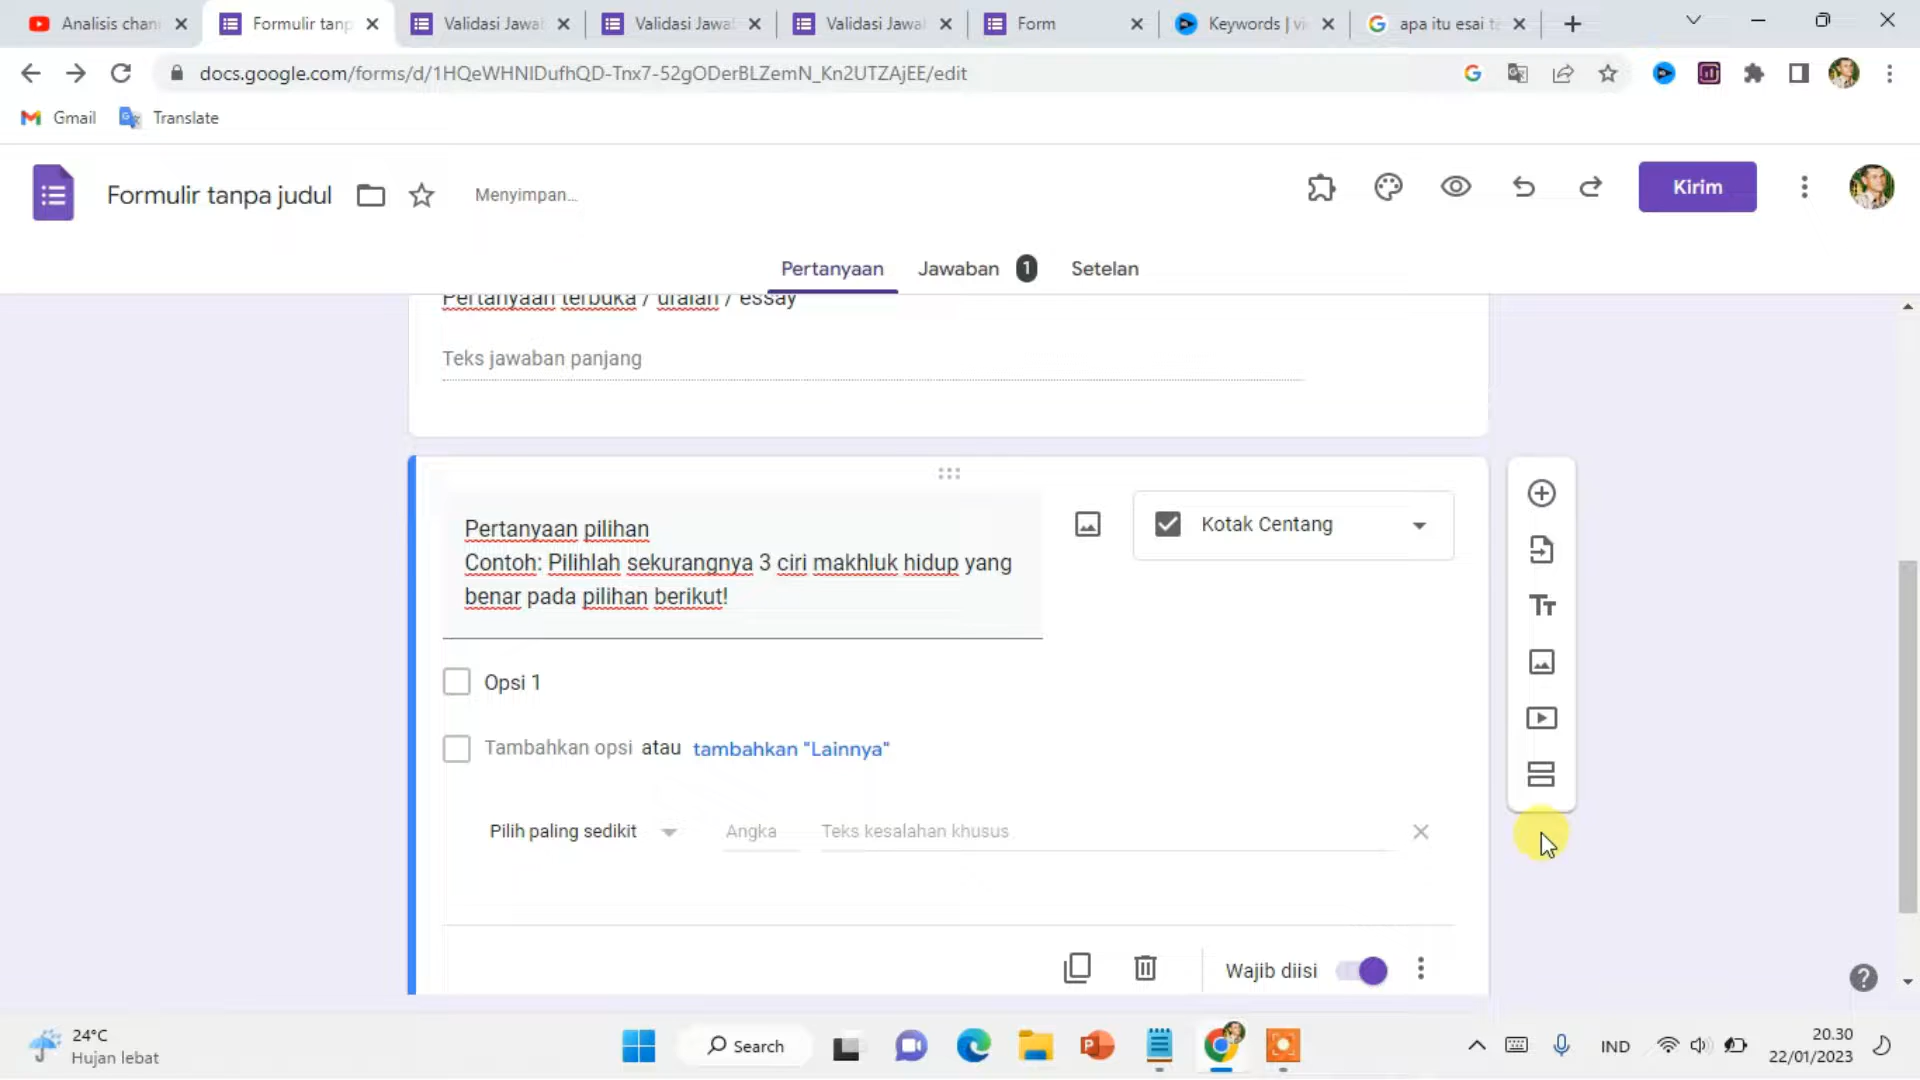 Analisis chan
Formulir tanp
Validasi Jawa
Validasi Jawa
Validasi Jawa
Form
Keywords | vi
apa itu esai te
docs.google.com/forms/d/1HQeWHNIDufhQD-Tnx7-52gODerBLZemN_Kn2UTZAjEE/edit
Gmail
Translate
Formulir tanpa judul
Menyimpan...
Kirim
Pertanyaan
Jawaban 1
Setelan
Pertanyaan terbuka / uraian / essay
Teks jawaban panjang
Pertanyaan pilihan
Contoh: Pilihlah sekurangnya 3 ciri makhluk hidup yang
benar pada pilihan berikut!
Kotak Centang
Opsi 1
Tambahkan opsi atau tambahkan "Lainnya"
Pilih paling sedikit
Angka
Teks kesalahan khusus
Wajib diisi
24°C
Hujan lebat
Search
IND
20.30
22/01/2023